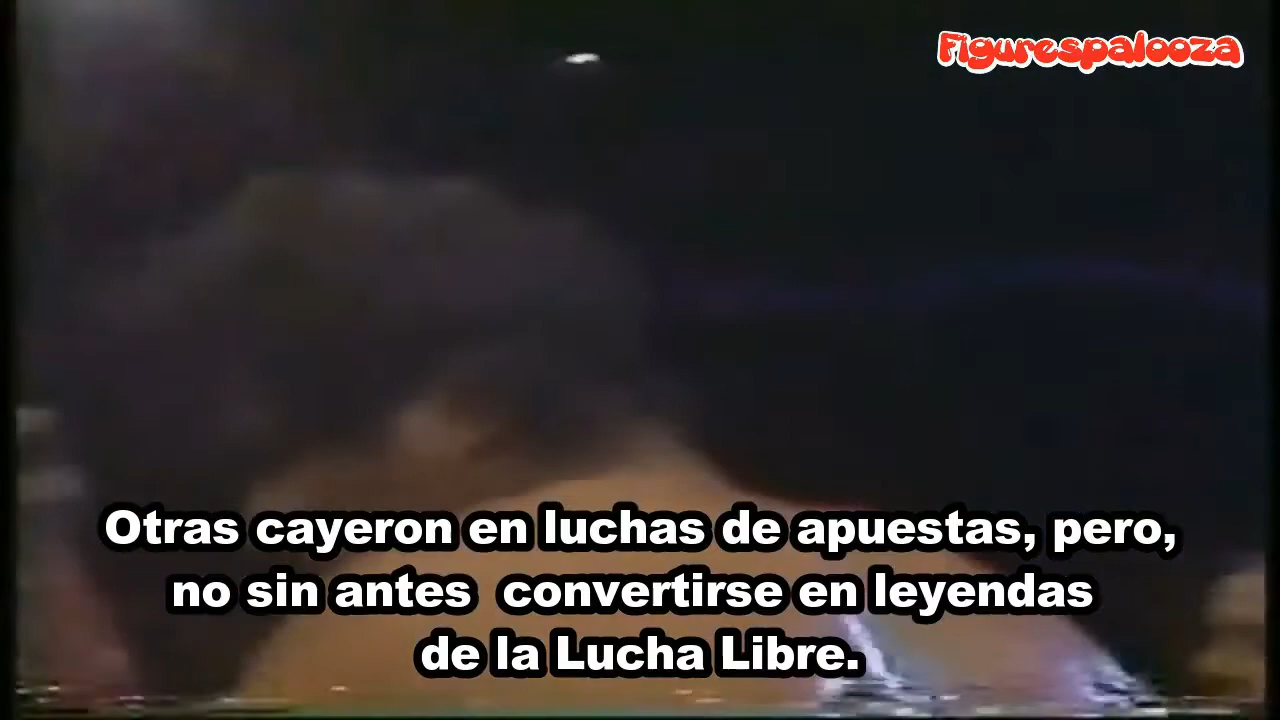 Figurespalooza
Otras cayeron en luchas de apuestas, pero,
no sin antes  convertirse en leyendas
de la Lucha Libre.